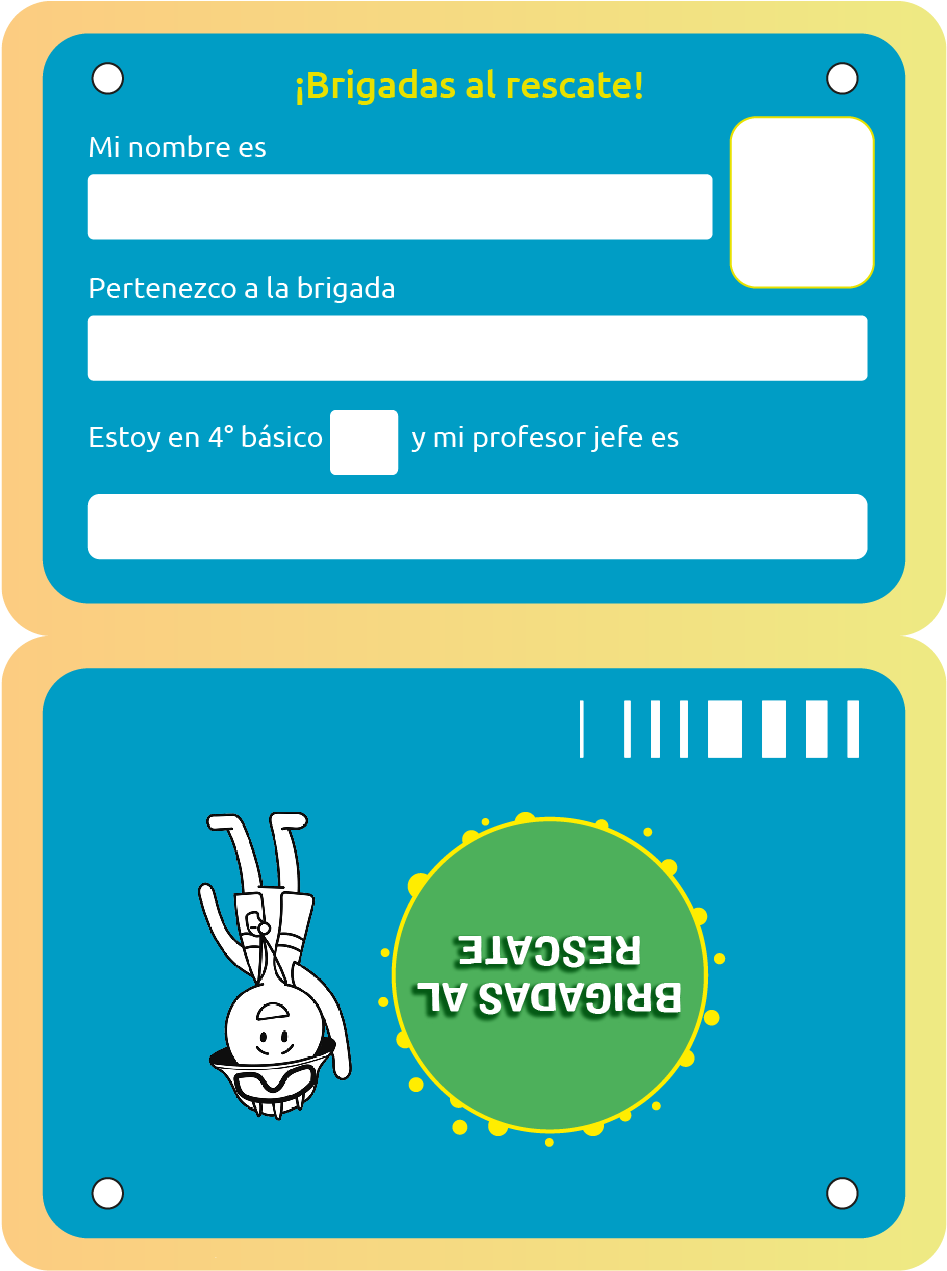 ¡Brigadas al rescate!
Mi nombre es
Pertenezco a la brigada
Estoy en 4° básico y mi profesor jefe es
BRIGADAS AL
RESCATE